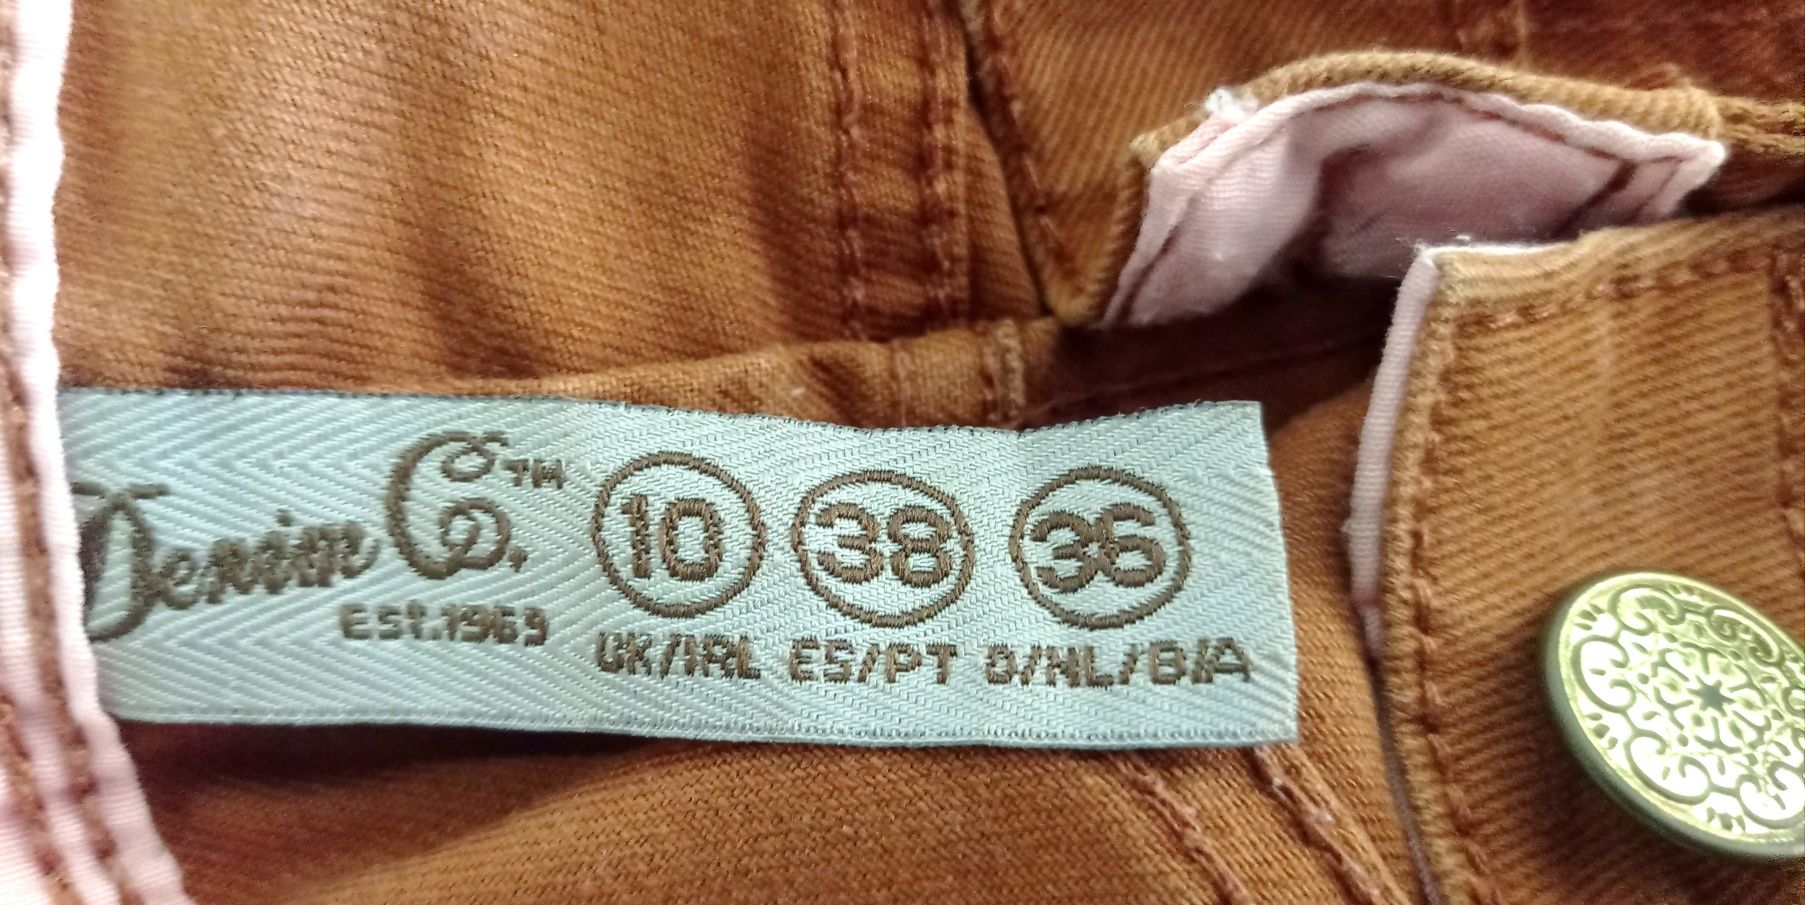 Denim Co.™
Est.1969
10 38 36
UK/IRL ES/PT D/NL/B/A